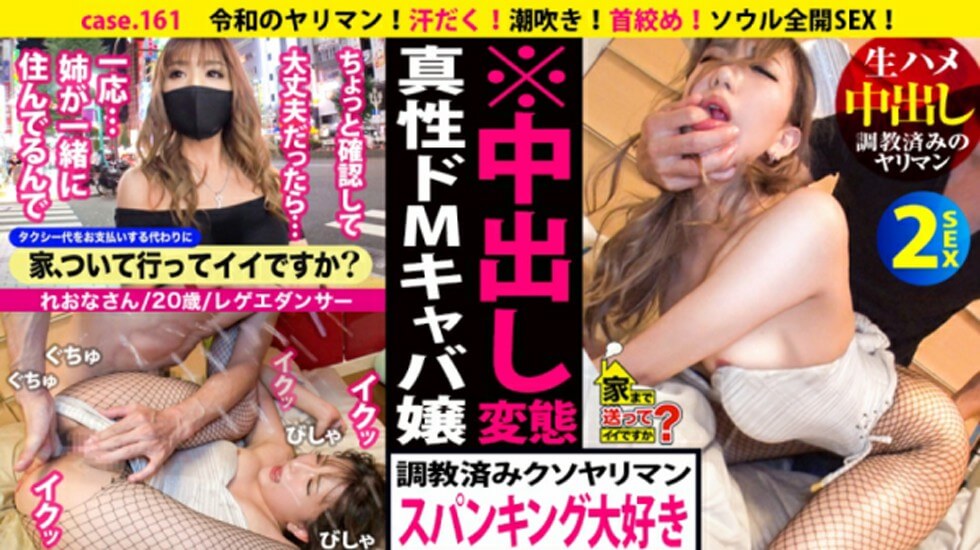 case.161 令和のヤリマン！汗だく！潮吹き！首絞め！ソウル全開SEX！
ちょっと確認して
大丈夫だったら…
一応…
姉が一緒に
住んでるんで
タクシー代をお支払いする代わりに
家、ついて行ってイイですか？
れおなさん/20歳/レゲエダンサー
ぐちゅ
ぐちゅ
イクッ
イクッ
びしゃ
イクッ
びしゃ
※中出し変態
真性ドMキャバ嬢
調教済みクソヤリマン
スパンキング大好き
生ハメ
中出し
調教済みの
ヤリマン
2SEX
家まで
送って
イイですか
?